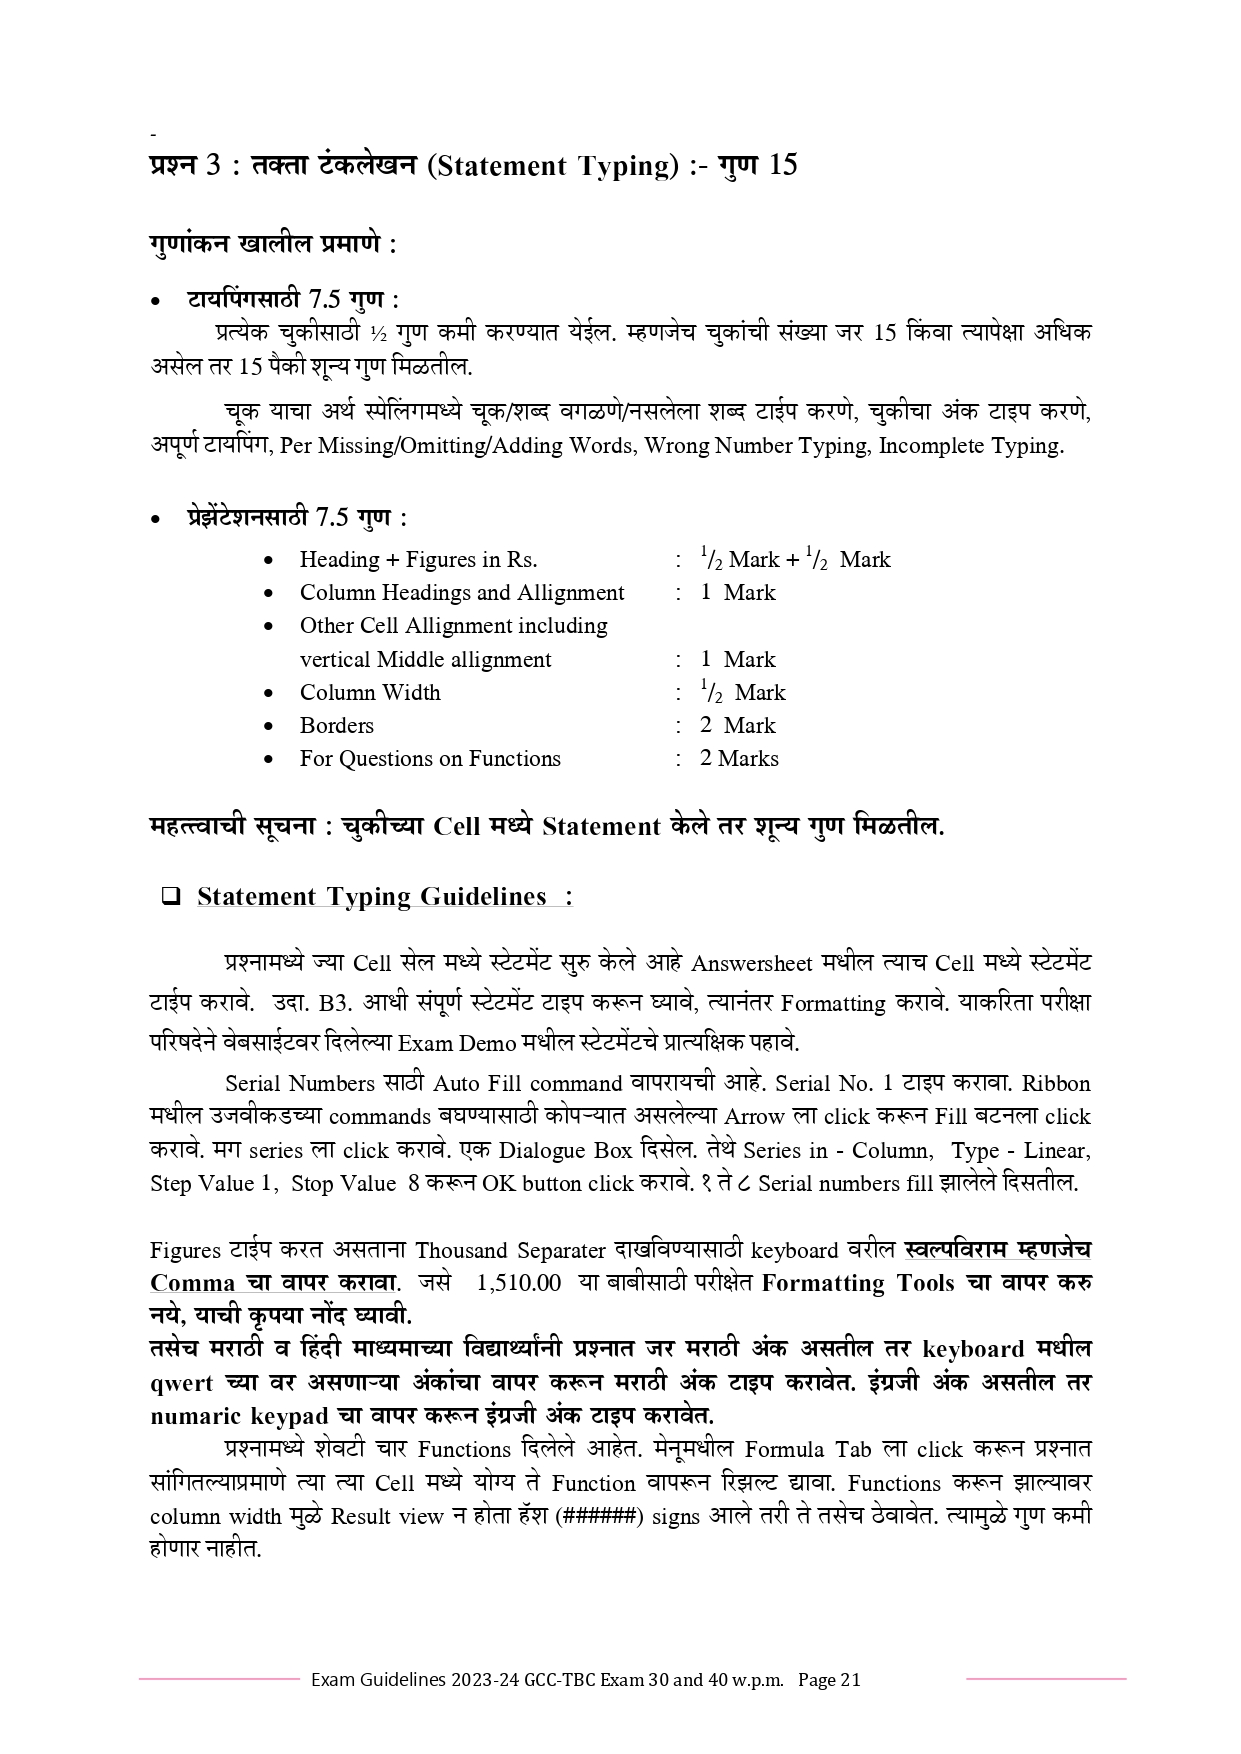 -
प्रश्न 3 : तक्ता टंकलेखन (Statement Typing) :- गुण 15
गुणांकन खालील प्रमाणे :
• टायपिंगसाठी 7.5 गुण :
प्रत्येक चुकीसाठी ½ गुण कमी करण्यात येईल. म्हणजेच चुकांची संख्या जर 15 किंवा त्यापेक्षा अधिक
असेल तर 15 पैकी शून्य गुण मिळतील.
चूक याचा अर्थ स्पेलिंगमध्ये चूक/शब्द वगळणे/नसलेला शब्द टाईप करणे, चुकीचा अंक टाइप करणे,
अपूर्ण टायपिंग, Per Missing/Omitting/Adding Words, Wrong Number Typing, Incomplete Typing.
• प्रेझेंटेशनसाठी 7.5 गुण :
• Heading + Figures in Rs. : 1/2 Mark + 1/2 Mark
• Column Headings and Allignment : 1 Mark
• Other Cell Allignment including
vertical Middle allignment : 1 Mark
• Column Width : 1/2 Mark
• Borders : 2 Mark
• For Questions on Functions : 2 Marks
महत्त्वाची सूचना : चुकीच्या Cell मध्ये Statement केले तर शून्य गुण मिळतील.
❑ Statement Typing Guidelines :
प्रश्नामध्ये ज्या Cell सेल मध्ये स्टेटमेंट सुरु केले आहे Answersheet मधील त्याच Cell मध्ये स्टेटमेंट
टाईप करावे. उदा. B3. आधी संपूर्ण स्टेटमेंट टाइप करून घ्यावे, त्यानंतर Formatting करावे. याकरिता परीक्षा
परिषदेने वेबसाईटवर दिलेल्या Exam Demo मधील स्टेटमेंटचे प्रात्यक्षिक पहावे.
Serial Numbers साठी Auto Fill command वापरायची आहे. Serial No. 1 टाइप करावा. Ribbon
मधील उजवीकडच्या commands बघण्यासाठी कोपऱ्यात असलेल्या Arrow ला click करून Fill बटनला click
करावे. मग series ला click करावे. एक Dialogue Box दिसेल. तेथे Series in - Column, Type - Linear,
Step Value 1, Stop Value 8 करून OK button click करावे. १ ते ८ Serial numbers fill झालेले दिसतील.
Figures टाईप करत असताना Thousand Separater दाखविण्यासाठी keyboard वरील स्वल्पविराम म्हणजेच
Comma चा वापर करावा. जसे 1,510.00 या बाबीसाठी परीक्षेत Formatting Tools चा वापर करु
नये, याची कृपया नोंद घ्यावी.
तसेच मराठी व हिंदी माध्यमाच्या विद्यार्थ्यांनी प्रश्नात जर मराठी अंक असतील तर keyboard मधील
qwert च्या वर असणाऱ्या अंकांचा वापर करून मराठी अंक टाइप करावेत. इंग्रजी अंक असतील तर
numaric keypad चा वापर करून इंग्रजी अंक टाइप करावेत.
प्रश्नामध्ये शेवटी चार Functions दिलेले आहेत. मेनूमधील Formula Tab ला click करून प्रश्नात
सांगितल्याप्रमाणे त्या त्या Cell मध्ये योग्य ते Function वापरून रिझल्ट द्यावा. Functions करून झाल्यावर
column width मुळे Result view न होता हॅश (######) signs आले तरी ते तसेच ठेवावेत. त्यामुळे गुण कमी
होणार नाहीत.
Exam Guidelines 2023-24 GCC-TBC Exam 30 and 40 w.p.m. Page 21